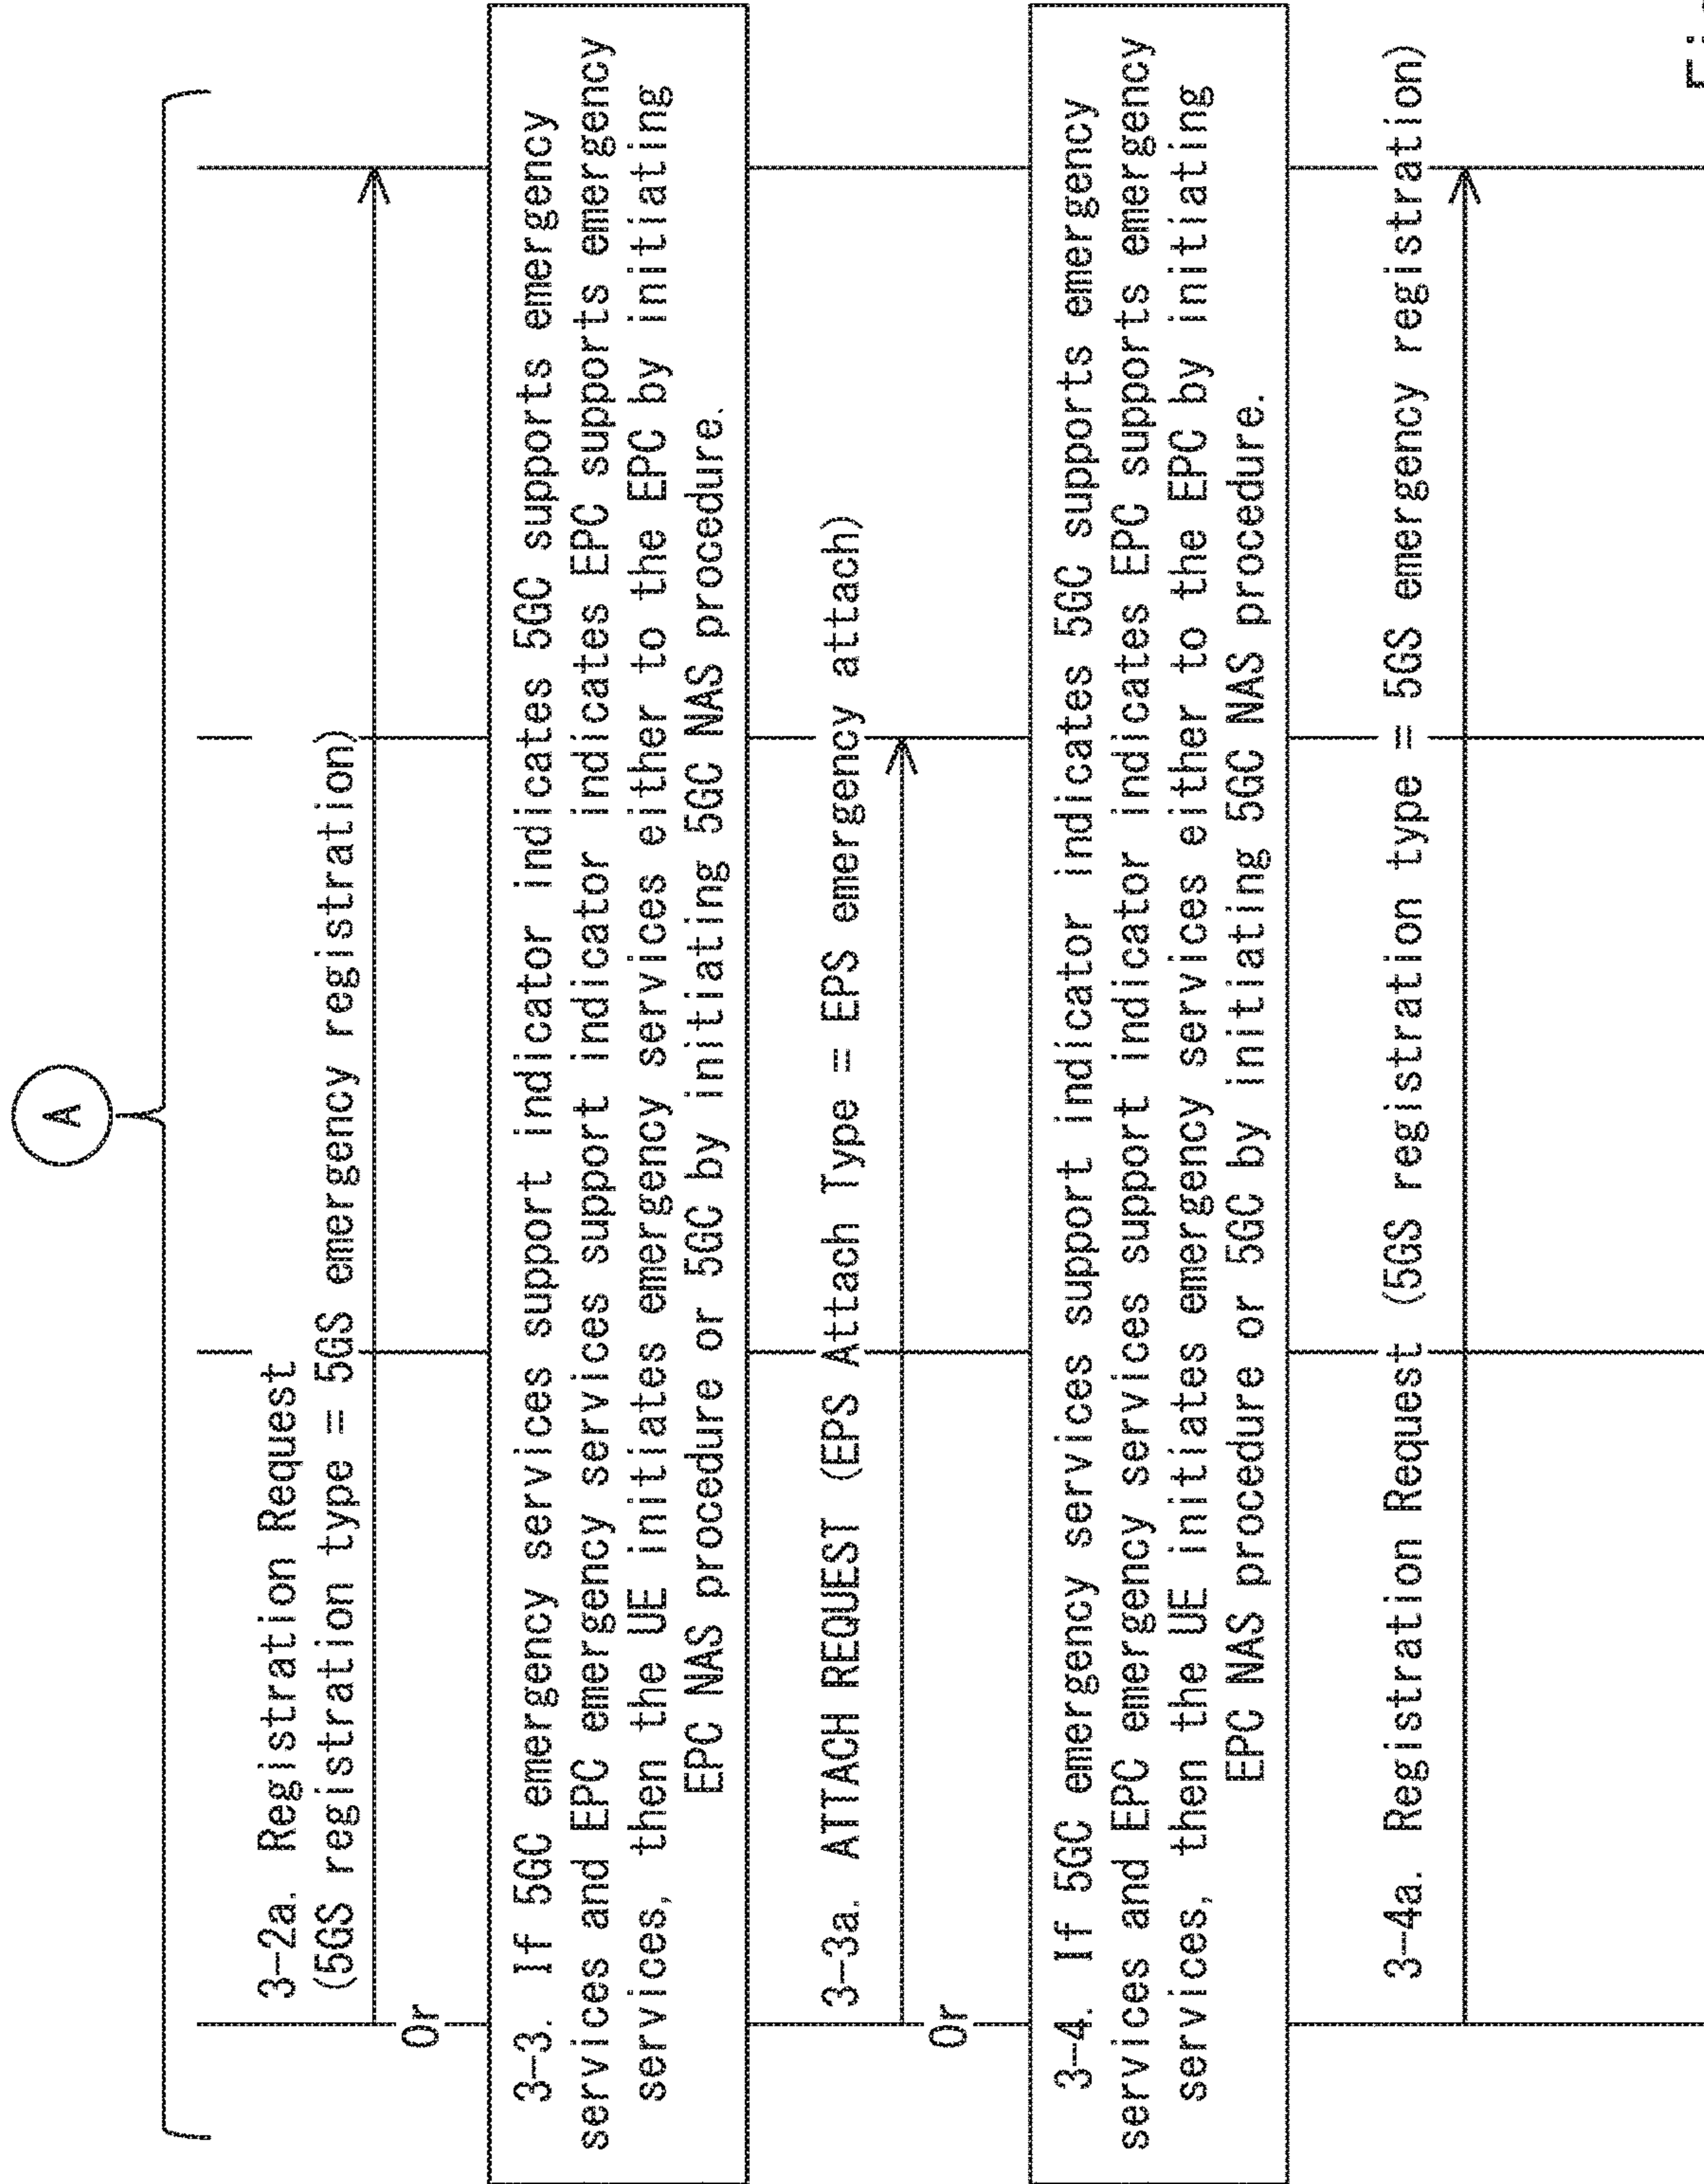 A
3-2a. Registration Request
(5GS registration type = 5GS emergency registration)
Or
3-3. If 5GC emergency services support indicator indicates 5GC supports emergency
services and EPC emergency services support indicator indicates EPC supports emergency
services, then the UE initiates emergency services either to the EPC by initiating
EPC NAS procedure or 5GC by initiating 5GC NAS procedure.
3-3a. ATTACH REQUEST (EPS Attach Type = EPS emergency attach)
Or
3-4. If 5GC emergency services support indicator indicates 5GC supports emergency
services and EPC emergency services support indicator indicates EPC supports emergency
services, then the UE initiates emergency services either to the EPC by initiating
EPC NAS procedure or 5GC by initiating 5GC NAS procedure.
3-4a. Registration Request (5GS registration type = 5GS emergency registration)